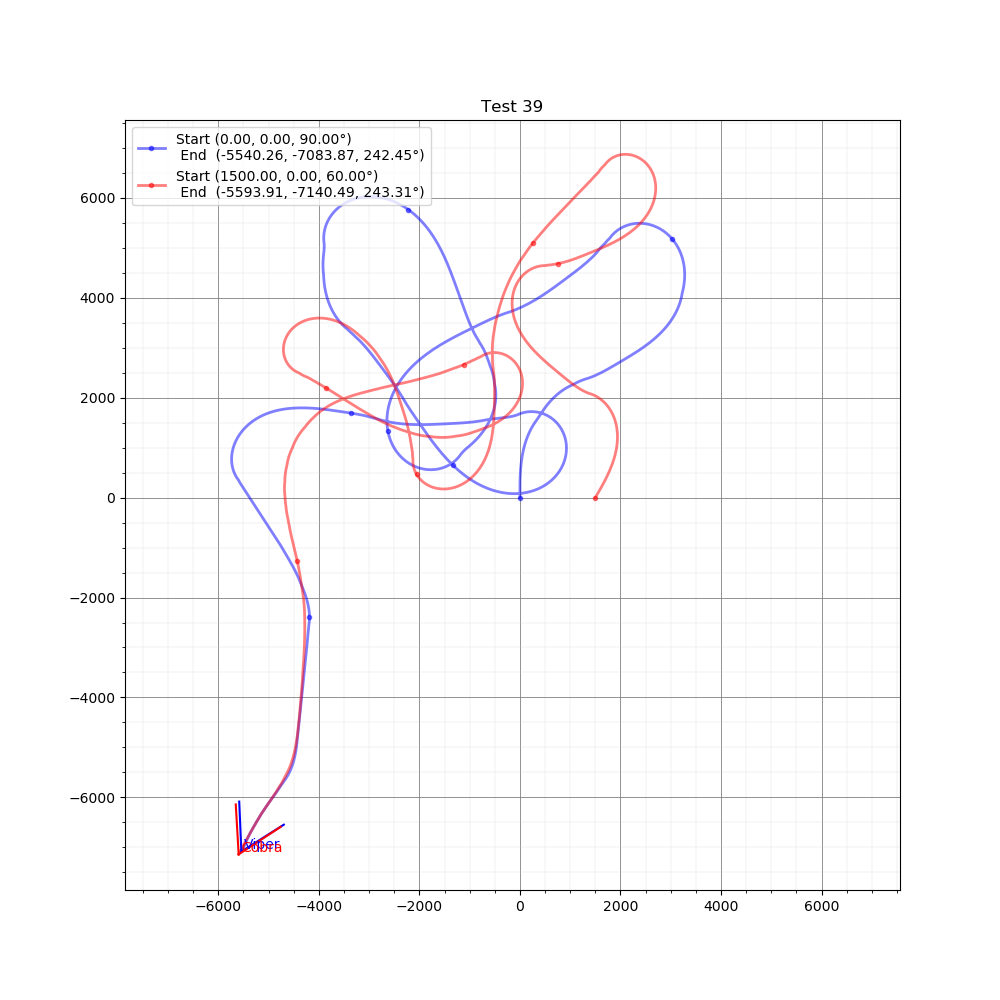 Test 39
Start (0.00, 0.00, 90.00°)
End (-5540.26, -7083.87, 242.45°)
Start (1500.00, 0.00, 60.00°)
End (-5593.91, -7140.49, 243.31°)
6000
4000
2000
0
−2000
−4000
−6000
Viper
Cobra
−6000 −4000 −2000 0 2000 4000 6000